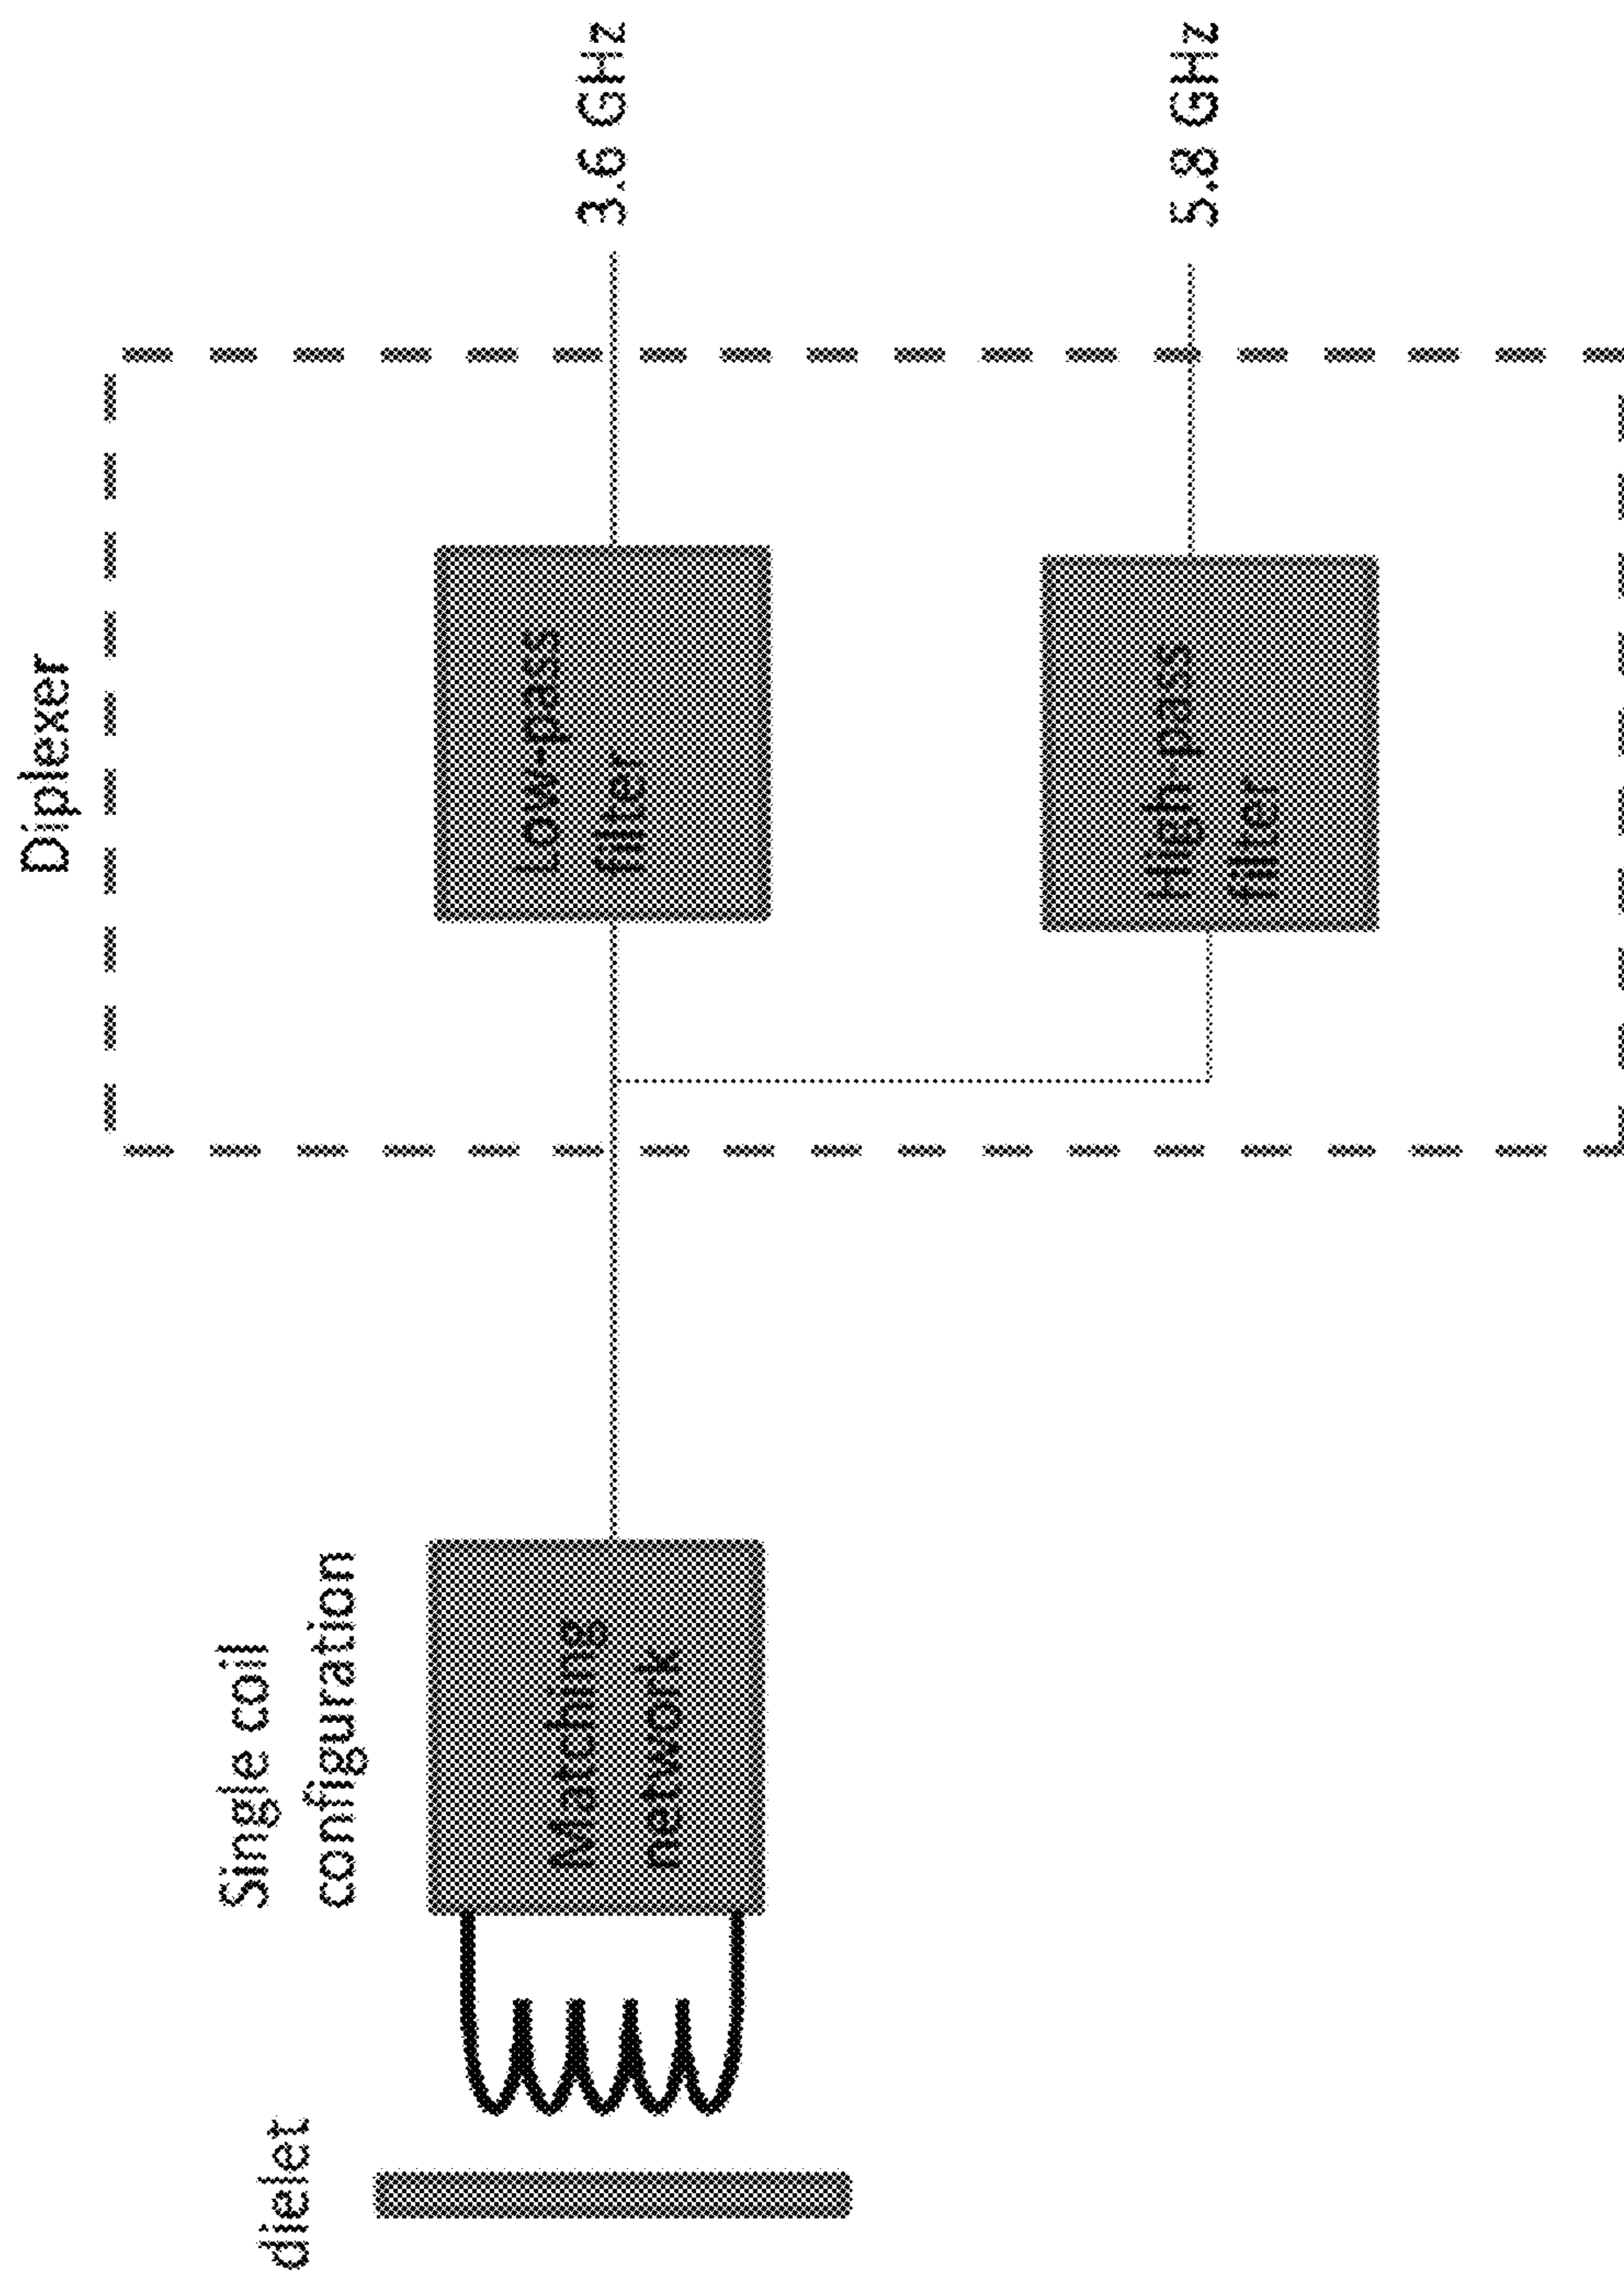 dielet
Single coil
configuration
Matching
network
Diplexer
Low-pass
filter
High-pass
filter
3.6 GHz
5.8 GHz